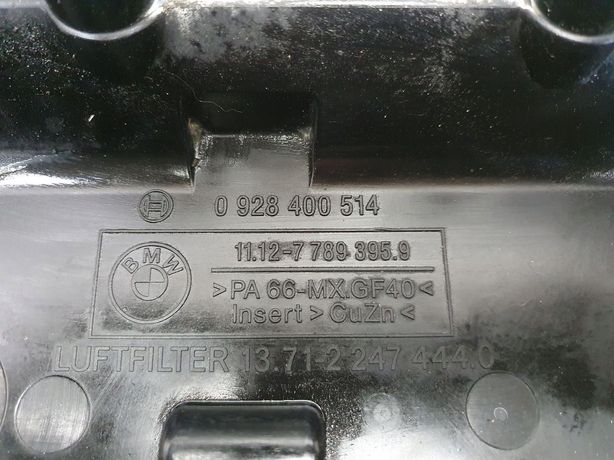 0 928 400 514
BMW
11.12-7 789 395.9
>PA 66-MX.GF40<
Insert >CuZn<
LUFTFILTER 13.71-2 247 444.0